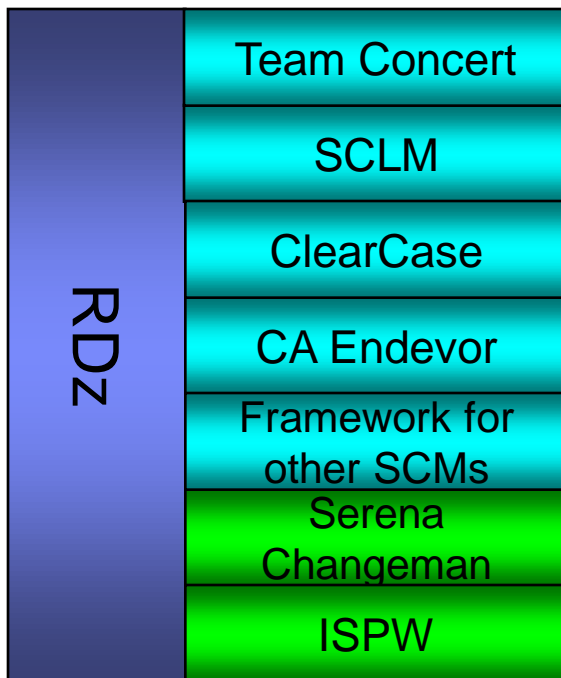 RDz
Team Concert
SCLM
ClearCase
CA Endevor
Framework for
other SCMs
Serena
Changeman
ISPW